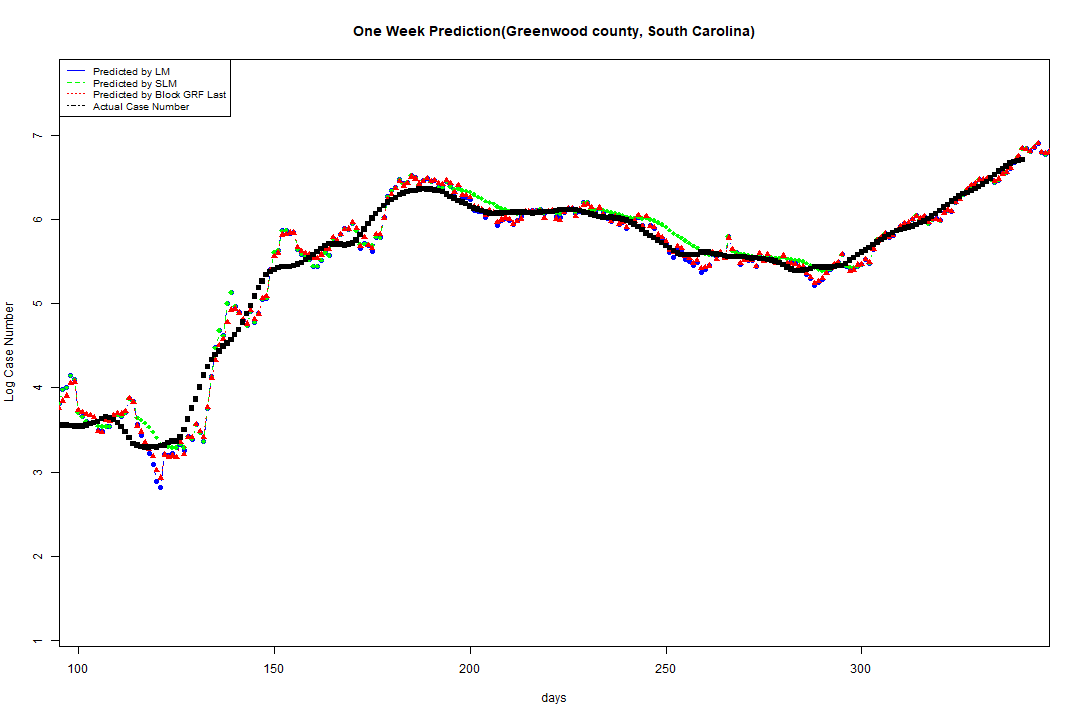 One Week Prediction(Greenwood county, South Carolina)
Predicted by LM
Predicted by SLM
Predicted by Block GRF Last
Actual Case Number
7
6
5
4
3
2
1
Log Case Number
100 150 200 250 300
days